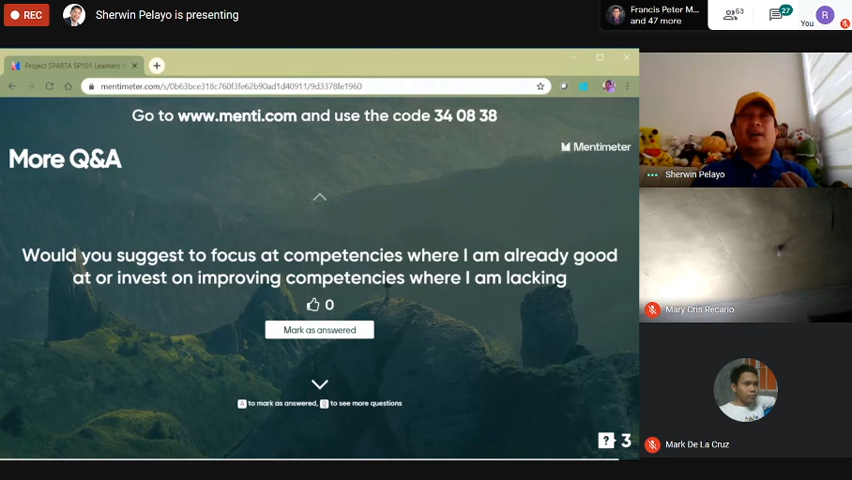 REC
Sherwin Pelayo is presenting
Francis Peter M...
and 47 more
53
27
You
R
Project SPARTA SP101 Learners
mentimeter.com/s/0b63bce318c760f3fe62b90ad1d40911/9d3378fe1960
Go to www.menti.com and use the code 34 08 38
More Q&A
Mentimeter
Would you suggest to focus at competencies where I am already good
at or invest on improving competencies where I am lacking
0
Mark as answered
A to mark as answered, Q to see more questions
? 3
Sherwin Pelayo
Mary Cris Recario
Mark De La Cruz